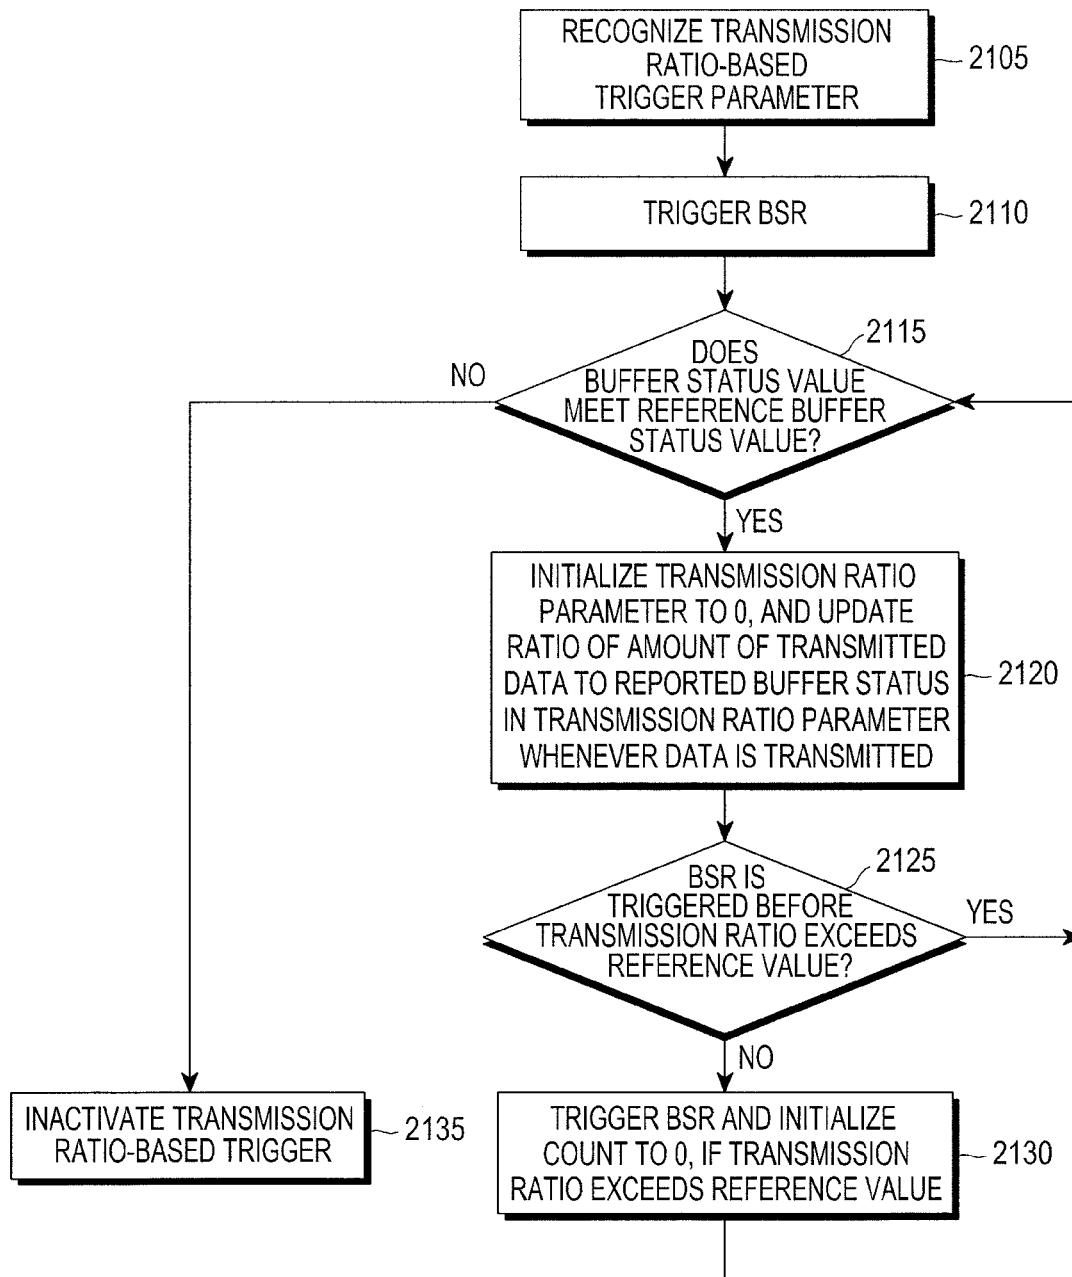 RECOGNIZE TRANSMISSION
RATIO-BASED
TRIGGER PARAMETER
2105
TRIGGER BSR
2110
2115
DOES
BUFFER STATUS VALUE
MEET REFERENCE BUFFER
STATUS VALUE?
NO
YES
INITIALIZE TRANSMISSION RATIO
PARAMETER TO 0, AND UPDATE
RATIO OF AMOUNT OF TRANSMITTED
DATA TO REPORTED BUFFER STATUS
IN TRANSMISSION RATIO PARAMETER
WHENEVER DATA IS TRANSMITTED
2120
2125
BSR IS
TRIGGERED BEFORE
TRANSMISSION RATIO EXCEEDS
REFERENCE VALUE?
YES
NO
INACTIVATE TRANSMISSION
RATIO-BASED TRIGGER
2135
TRIGGER BSR AND INITIALIZE
COUNT TO 0, IF TRANSMISSION
RATIO EXCEEDS REFERENCE VALUE
2130